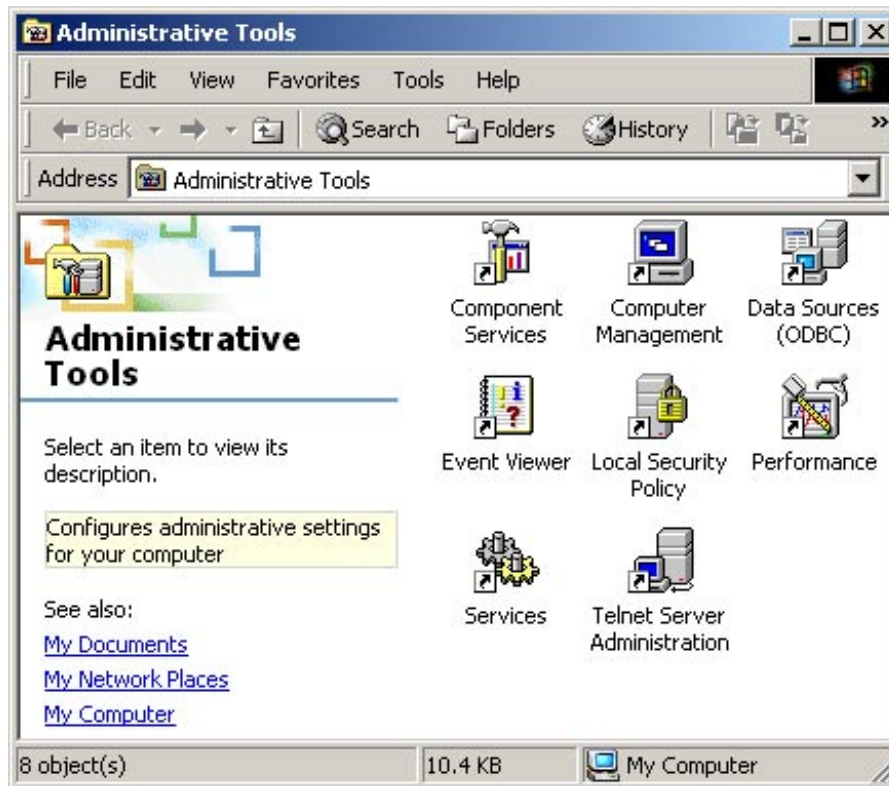 Administrative Tools
File Edit View Favorites Tools Help
Back Search Folders History »
Address Administrative Tools
Administrative
Tools
Select an item to view its
description.
Configures administrative settings
for your computer
See also:
My Documents
My Network Places
My Computer
Component
Services
Computer
Management
Data Sources
(ODBC)
Event Viewer
Local Security
Policy
Performance
Services
Telnet Server
Administration
8 object(s) 10.4 KB My Computer